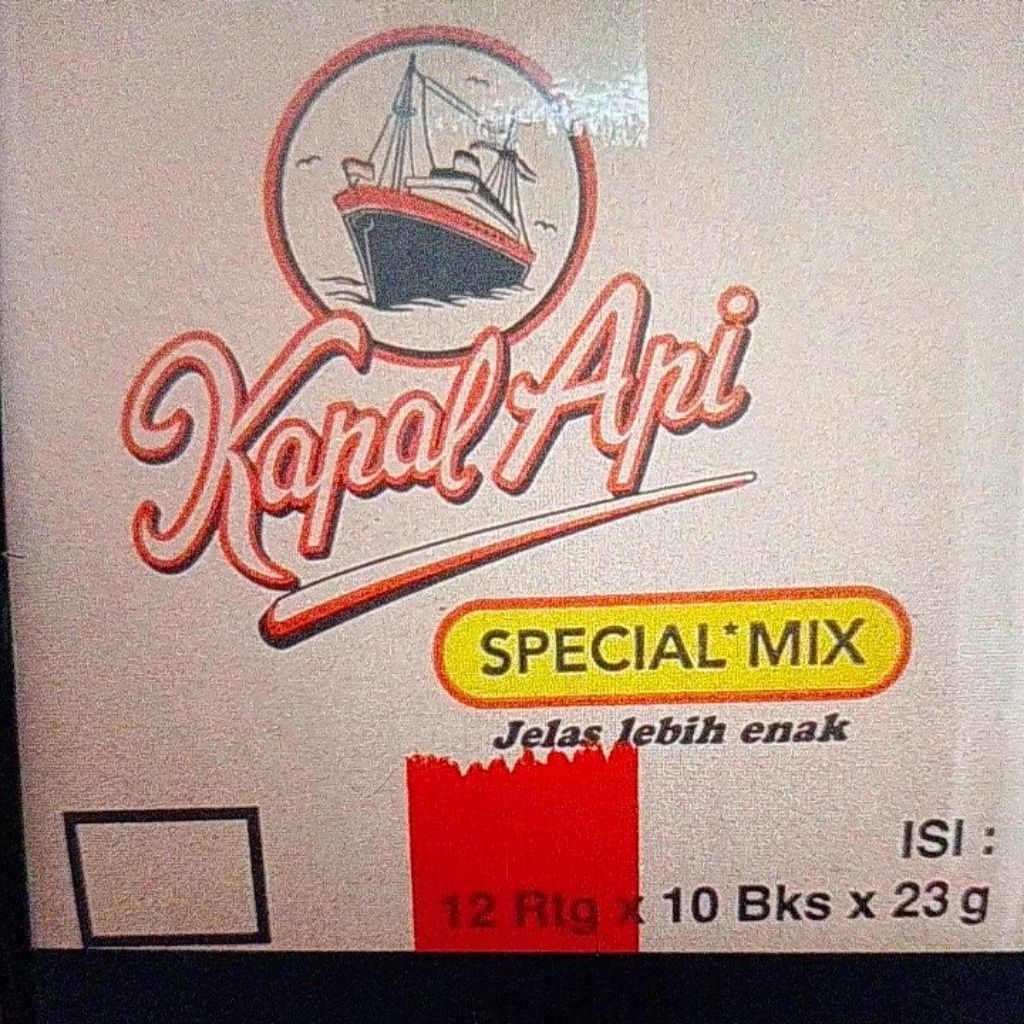 Kapal Api
SPECIAL* MIX
Jelas lebih enak
ISI :
12 Rtg x 10 Bks x 23 g